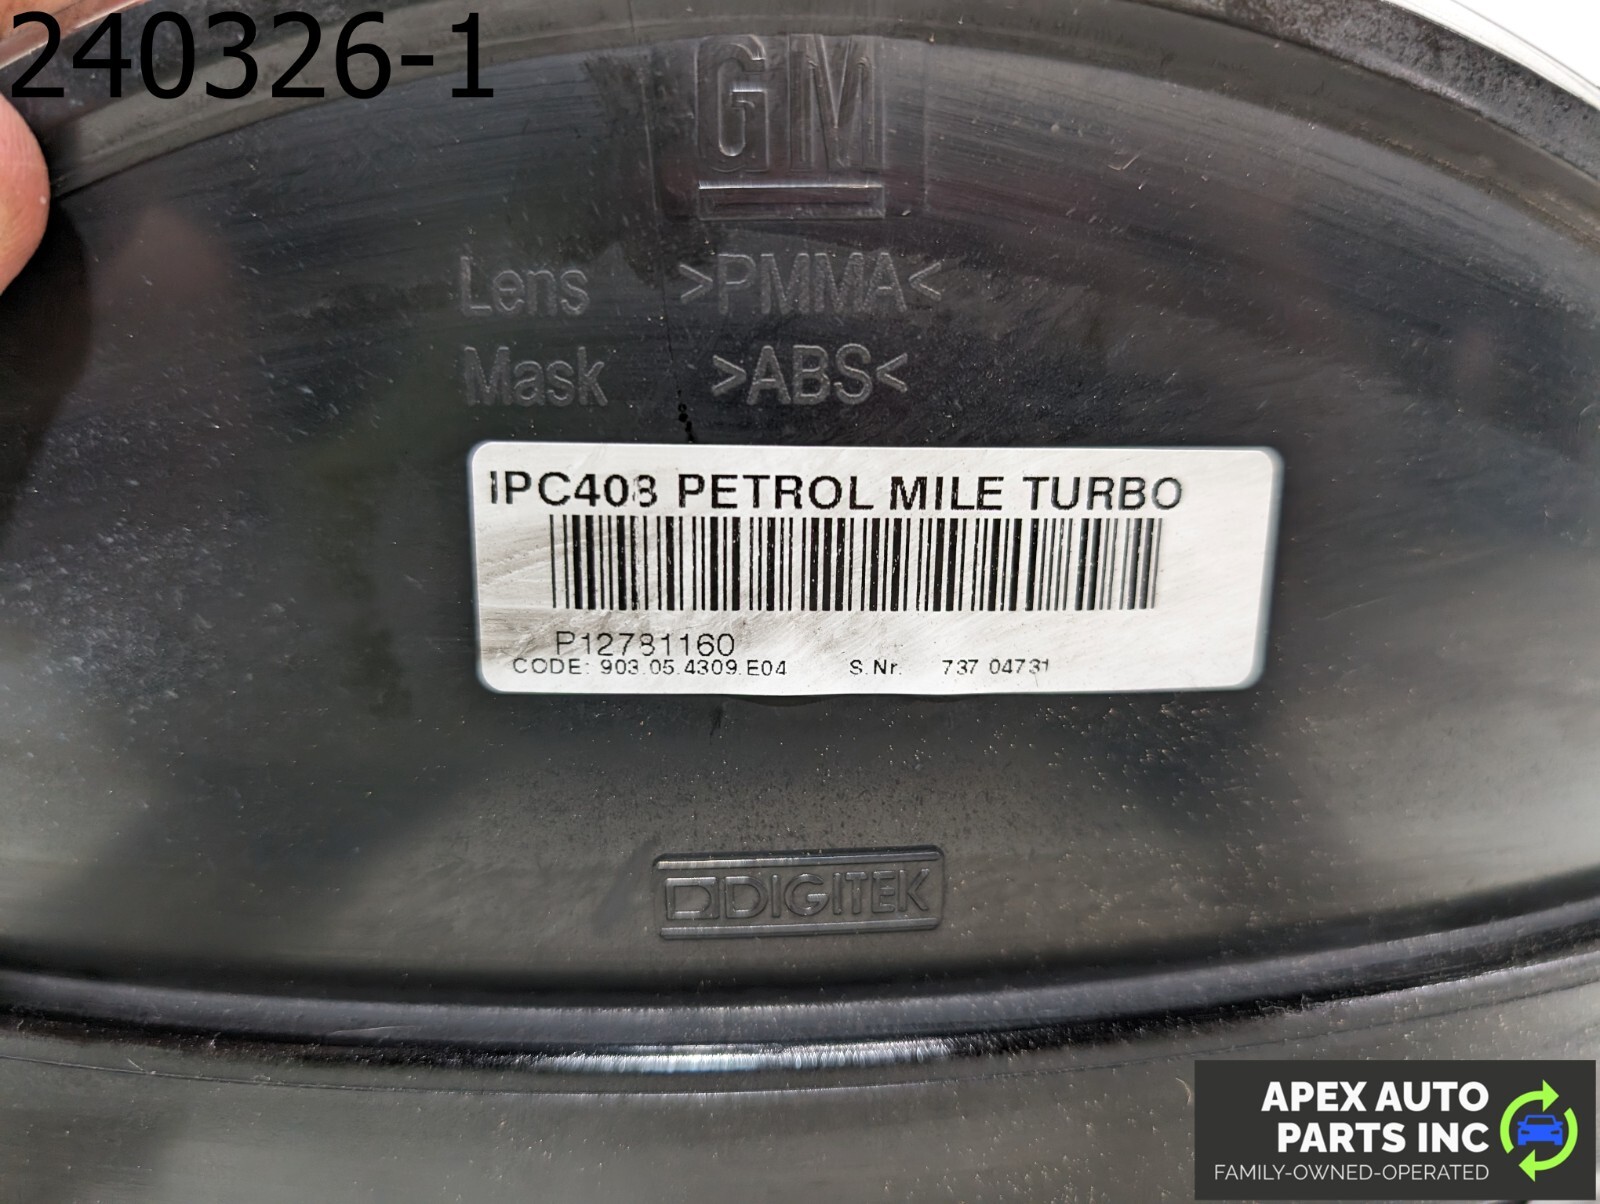 240326-1
GM
Lens >PMMA<
Mask >ABS<
IPC408 PETROL MILE TURBO
P12781160
CODE: 903.05.4309.E04 S.Nr. 737 04731
DIGITEK
APEX AUTO
PARTS INC
FAMILY-OWNED-OPERATED